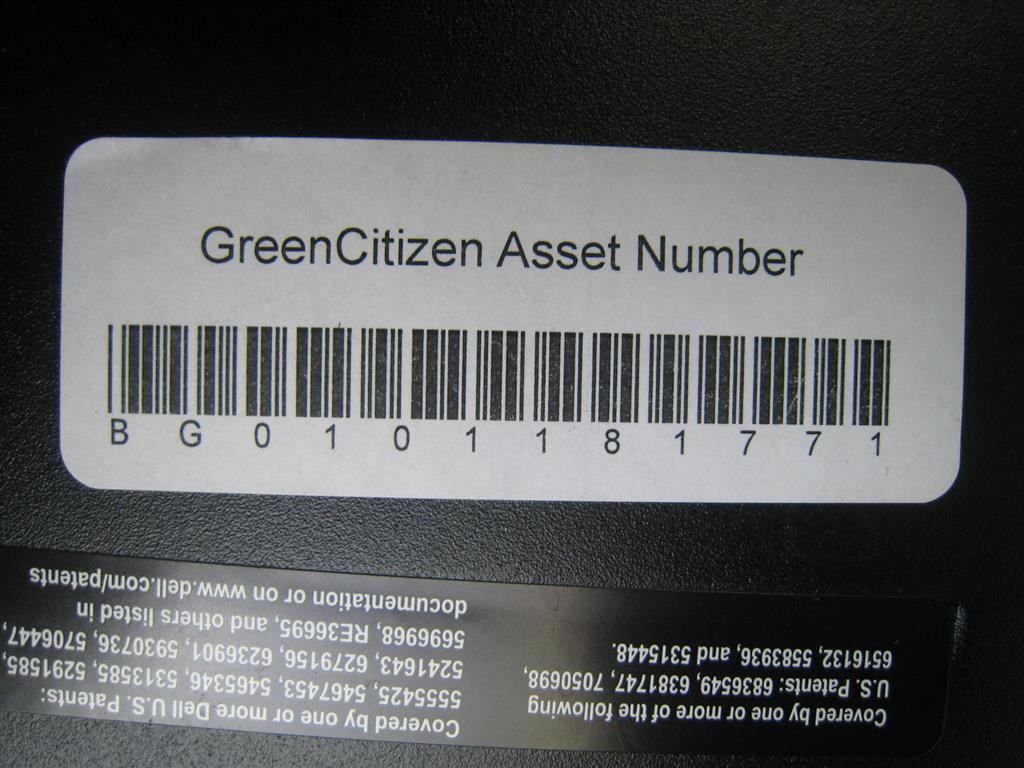 GreenCitizen Asset Number
BG0101181771
Covered by one or more Dell U.S. Patents:
5555425, 5467453, 5465346, 5313585, 5291585,
5241643, 6279156, 6236901, 5930736, 5706447,
5696968, RE36695, and others listed in
documentation or on www.dell.com/patents
Covered by one or more of the following
U.S. Patents: 6836549, 6381747, 7050698,
6516132, 5583936, and 5315448.